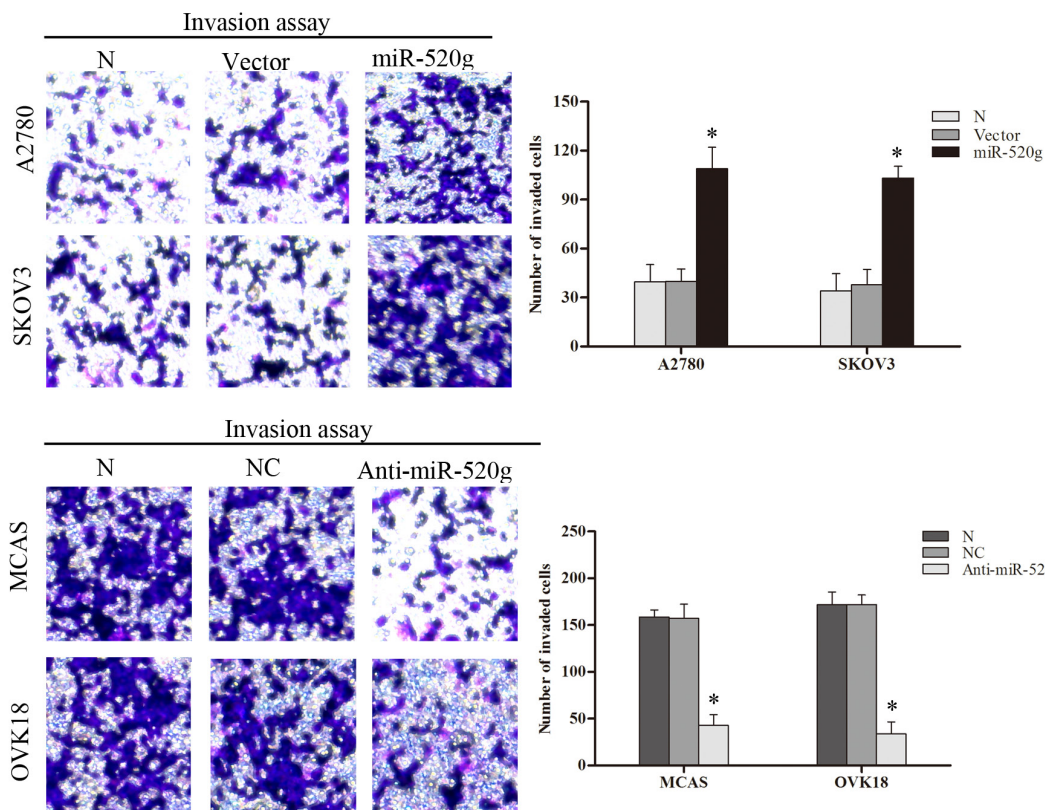 Invasion assay
N Vector miR-520g
A2780
SKOV3
Number of invaded cells
150
120
90
60
30
0
* *
A2780 SKOV3
N
Vector
miR-520g
Invasion assay
N NC Anti-miR-520g
MCAS
OVK18
Number of invaded cells
250
200
150
100
50
0
* *
MCAS OVK18
N
NC
Anti-miR-52